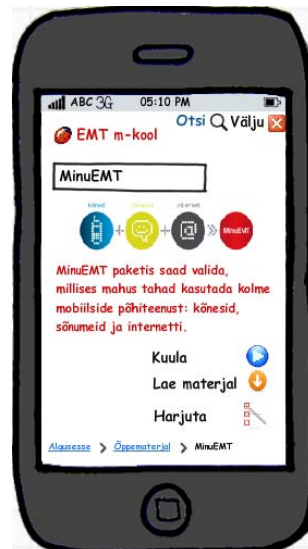 ABC 3G 05:10 PM
Otsi Välju
EMT m-kool
MinuEMT
kõned internet
MinuEMT
MinuEMT paketis saad valida,
millises mahus tahad kasutada kolme
mobiilside põhiteenust: kõnesid,
sõnumeid ja internetti.
Kuula
Lae materjal
Harjuta
Algusesse > Õppematerjal > MinuEMT